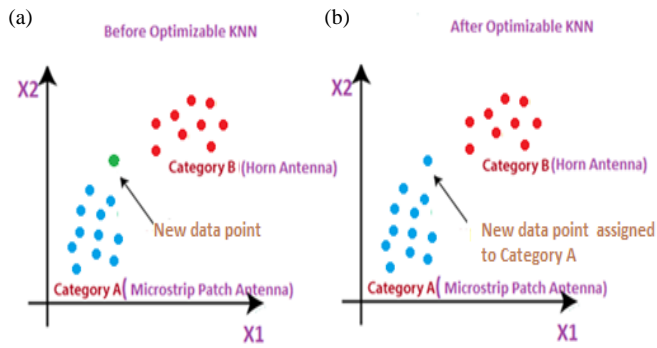 (a)
Before Optimizable KNN
X2
Category B (Horn Antenna)
New data point
Category A( Microstrip Patch Antenna)
X1
(b)
After Optimizable KNN
X2
Category B (Horn Antenna)
New data point assigned
to Category A
Category A( Microstrip Patch Antenna)
X1